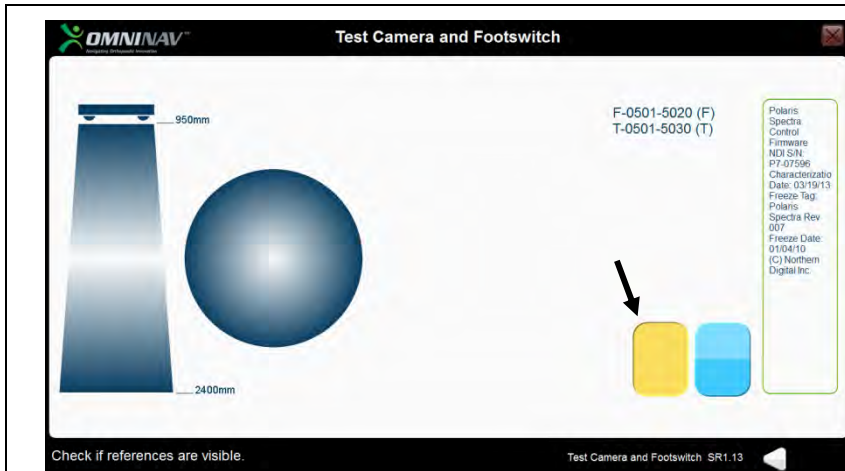 OMNINAV™
Navigating Orthopaedic Innovation
Test Camera and Footswitch
950mm
2400mm
F-0501-5020 (F)
T-0501-5030 (T)
Polaris
Spectra
Control
Firmware
NDI S/N:
P7-07596
Characterizatio
Date: 03/19/13
Freeze Tag:
Polaris
Spectra Rev
007
Freeze Date:
01/04/10
(C) Northern
Digital Inc.
Check if references are visible.
Test Camera and Footswitch SR1.13